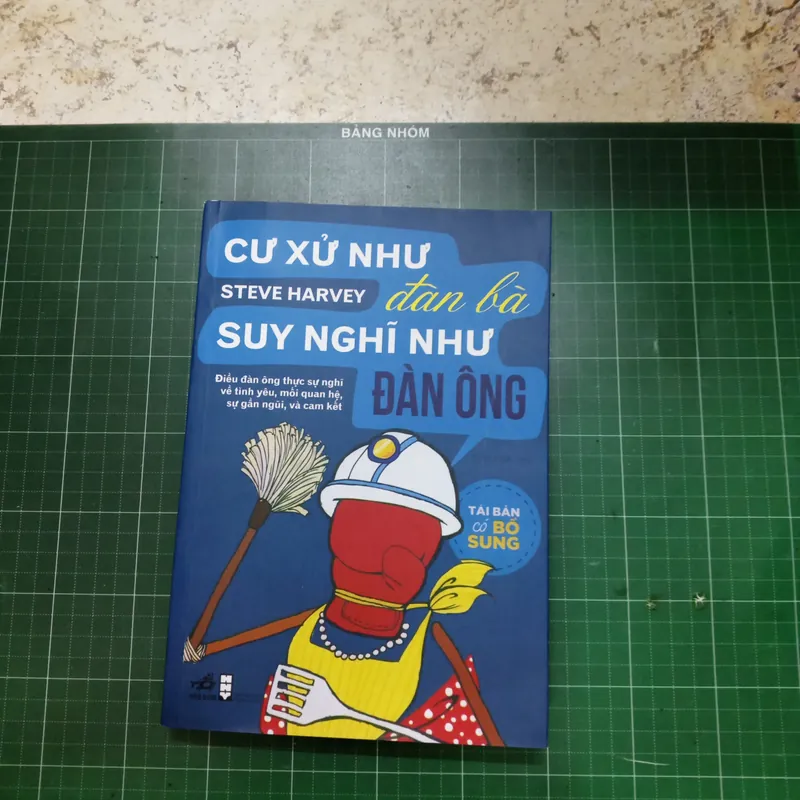 BẢNG NHÓM
CƯ XỬ NHƯ
STEVE HARVEY
đàn bà
SUY NGHĨ NHƯ
ĐÀN ÔNG
Điều đàn ông thực sự nghĩ
về tình yêu, mối quan hệ,
sự gần gũi, và cam kết
TÁI BẢN
có BỔ
SUNG